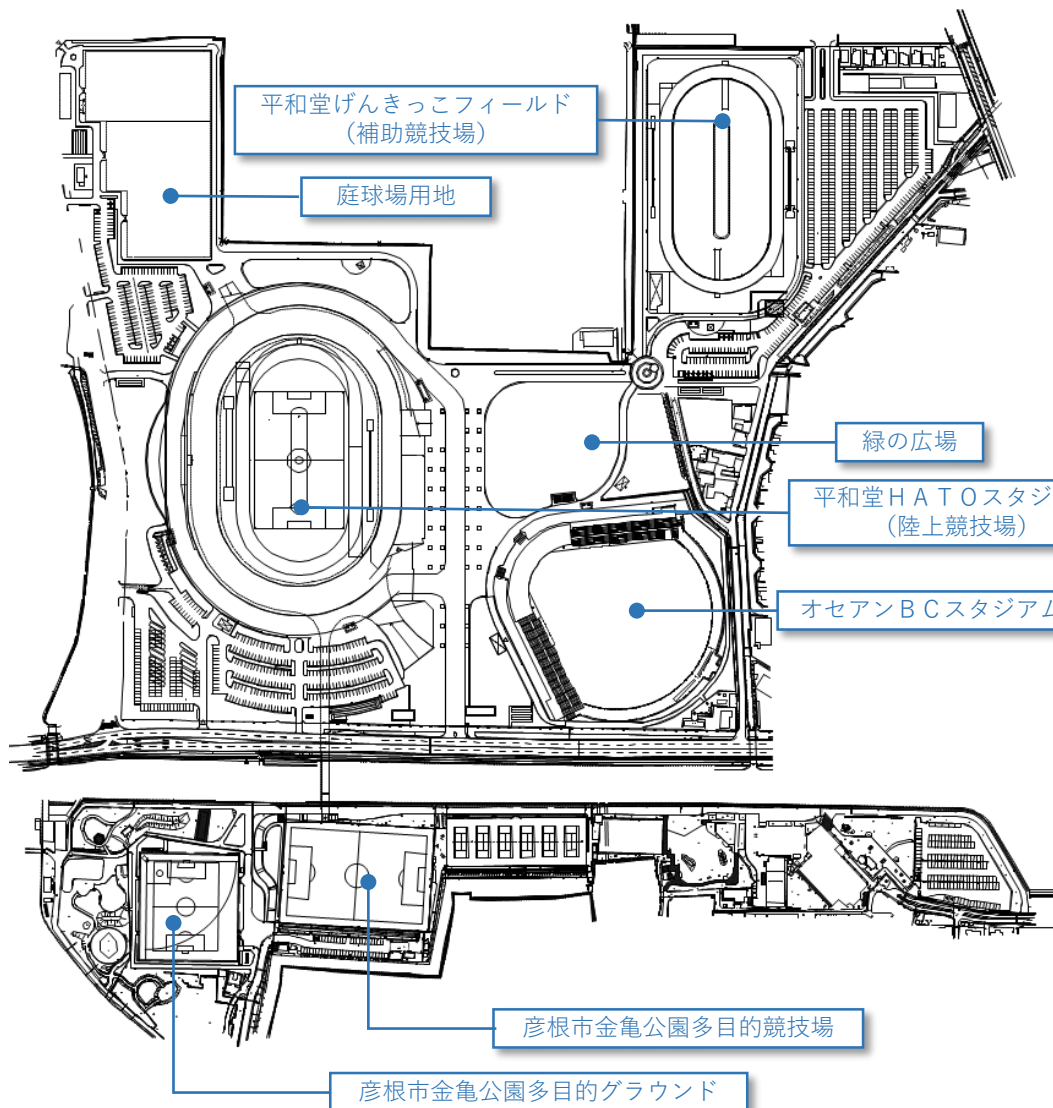 平和堂げんきっこフィールド
（補助競技場）
庭球場用地
緑の広場
平和堂ＨＡＴＯスタジ
（陸上競技場）
オセアンＢＣスタジアム
彦根市金亀公園多目的競技場
彦根市金亀公園多目的グラウンド